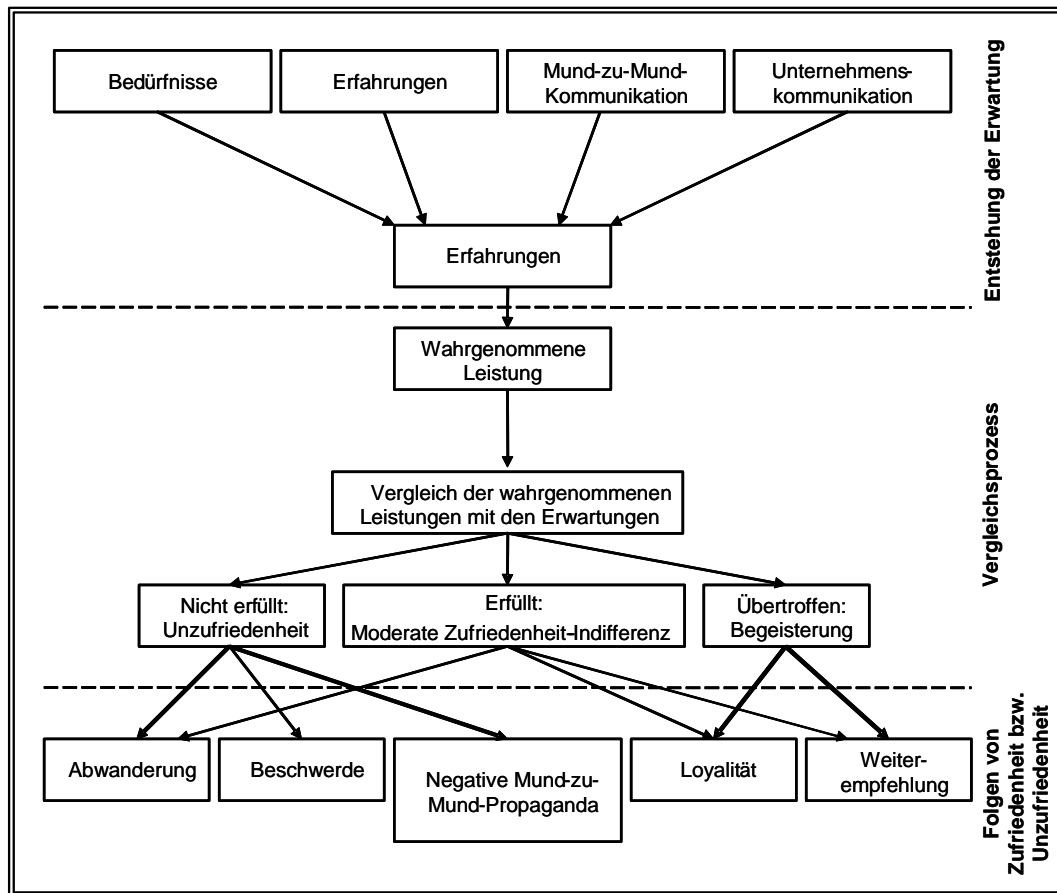 Bedürfnisse
Erfahrungen
Mund-zu-Mund-
Kommunikation
Unternehmens-
kommunikation
Erfahrungen
Entstehung der Erwartung
Wahrgenommene
Leistung
Vergleich der wahrgenommenen
Leistungen mit den Erwartungen
Nicht erfüllt:
Unzufriedenheit
Erfüllt:
Moderate Zufriedenheit-Indifferenz
Übertroffen:
Begeisterung
Vergleichsprozess
Abwanderung
Beschwerde
Negative Mund-zu-
Mund-Propaganda
Loyalität
Weiter-
empfehlung
Folgen von
Zufriedenheit bzw.
Unzufriedenheit